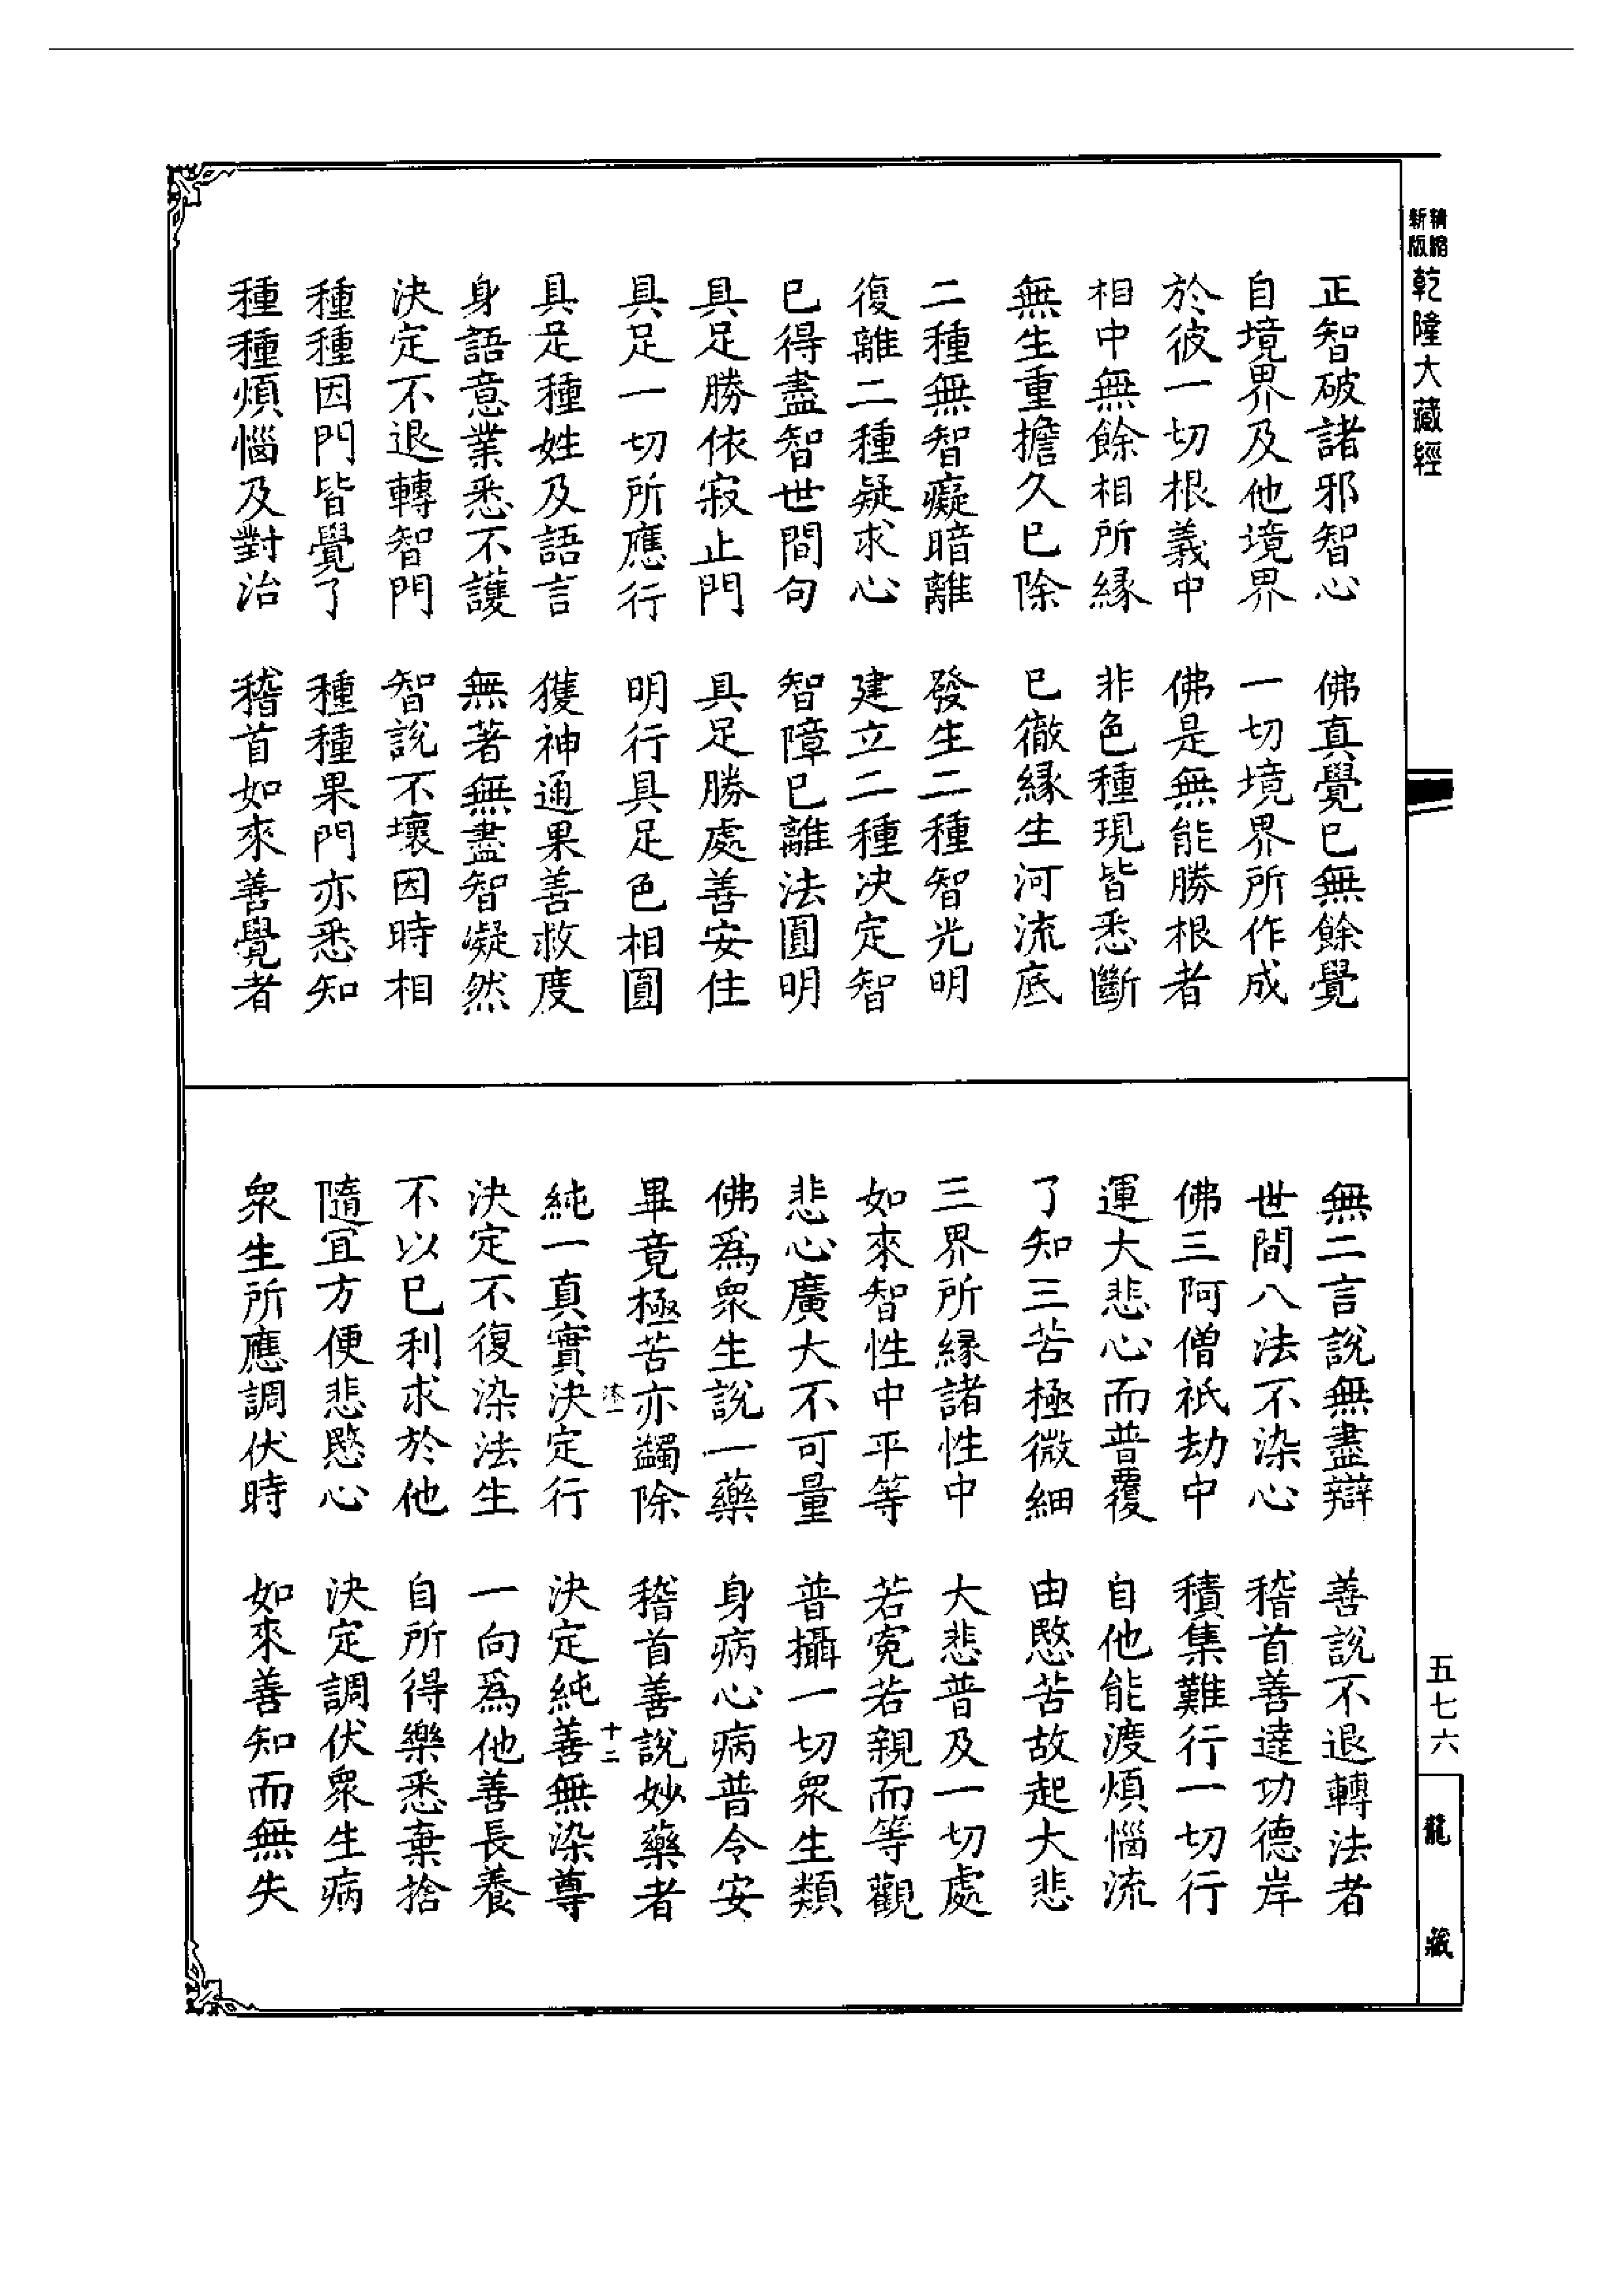 新版精縮
乾隆大藏經
正智破諸邪智心　佛真覺已無餘覺
自境界及他境界　一切境界所作成
於彼一切根義中　佛是無能勝根者
相中無餘相所緣　非色種現皆悉斷
無生重擔久已除　已徹緣生河流底
二種無智癡暗離　發生二種智光明
復離二種疑求心　建立二種決定智
已得盡智世間句　智障已離法圓明
具足勝依寂止門　具足勝處善安住
具足一切所應行　明行具足色相圓
具足種姓及語言　獲神通果善救度
身語意業悉不護　無著無盡智凝然
決定不退轉智門　智說不壞因時相
種種因門皆覺了　種種果門亦悉知
種種煩惱及對治　稽首如來善覺者
無二言說無盡辯　善說不退轉法者
世間八法不染心　稽首善達功德岸
佛三阿僧祇劫中　積集難行一切行
運大悲心而普覆　自他能渡煩惱流
了知三苦極微細　由愍苦故起大悲
三界所緣諸性中　大悲普及一切處
如來智性中平等　若冤若親而等觀
悲心廣大不可量　普攝一切眾生類
佛為眾生說一藥　身病心病普令安
畢竟極苦亦蠲除　稽首善說妙藥者
十二
純一真實決定行　決定純善無染尊
決定不復染法生　一向為他善長養
不以已利求於他　自所得樂悉棄捨
隨宜方便悲愍心　決定調伏眾生病
眾生所應調伏時　如來善知而無失
五七六
龍藏